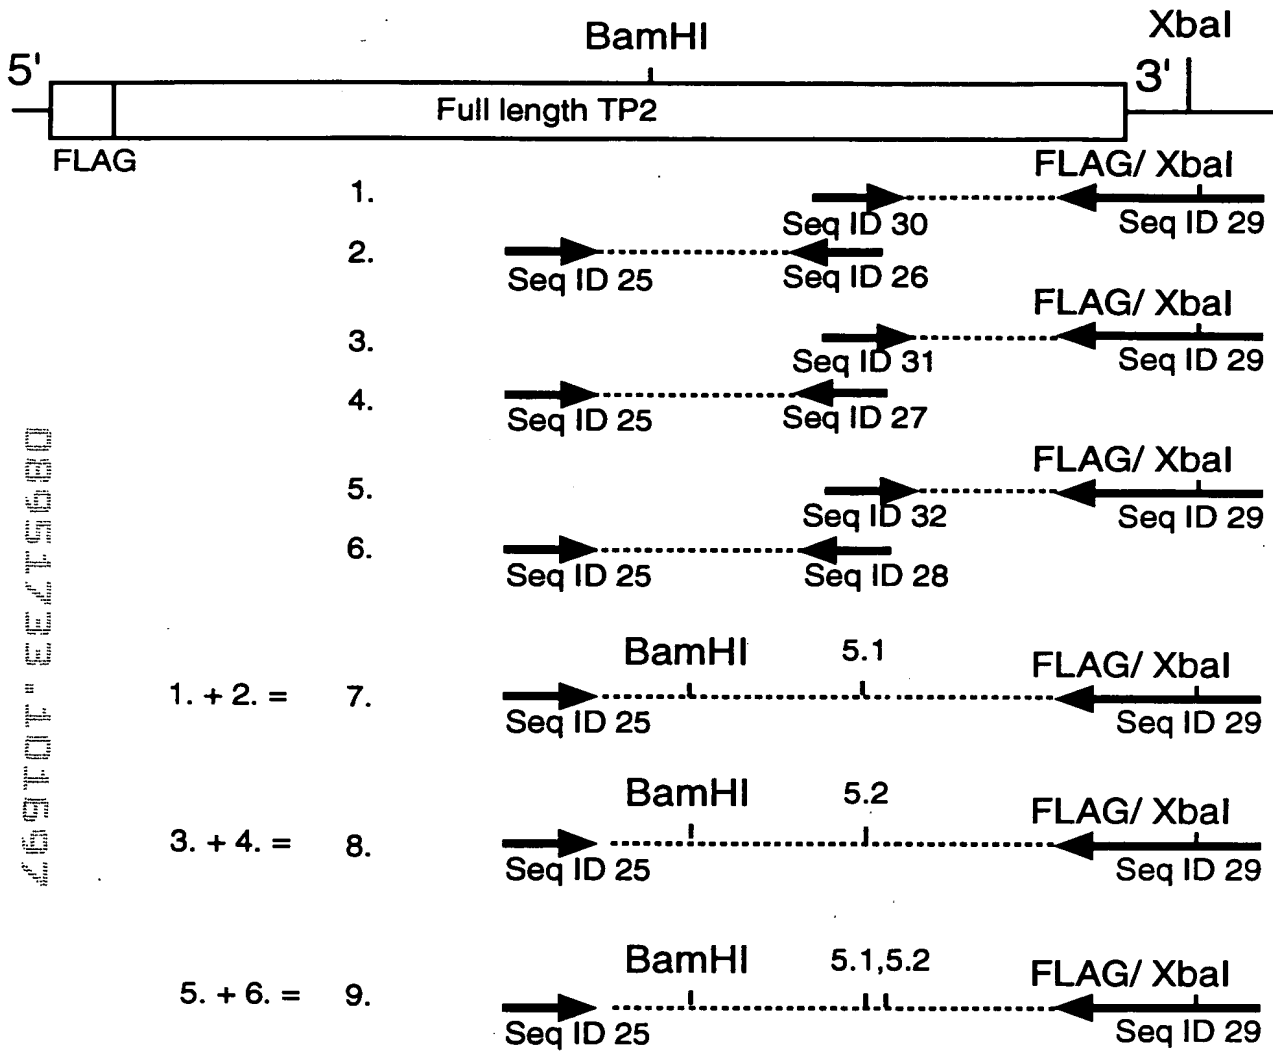 BamHI
XbaI
5'
3'
Full length TP2
FLAG
FLAG/ XbaI
1.
Seq ID 30
Seq ID 29
2.
Seq ID 25
Seq ID 26
FLAG/ XbaI
3.
Seq ID 31
Seq ID 29
4.
Seq ID 25
Seq ID 27
FLAG/ XbaI
5.
Seq ID 32
Seq ID 29
6.
Seq ID 25
Seq ID 28
BamHI
5.1
FLAG/ XbaI
1. + 2. =
7.
Seq ID 25
Seq ID 29
BamHI
5.2
FLAG/ XbaI
3. + 4. =
8.
Seq ID 25
Seq ID 29
BamHI
5.1,5.2
FLAG/ XbaI
5. + 6. =
9.
Seq ID 25
Seq ID 29
08951733.101697